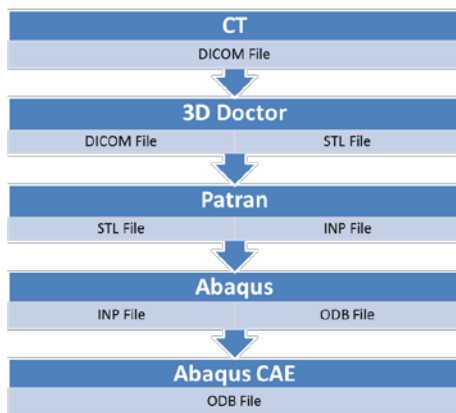 CT
DICOM File
3D Doctor
DICOM File STL File
Patran
STL File INP File
Abaqus
INP File ODB File
Abaqus CAE
ODB File